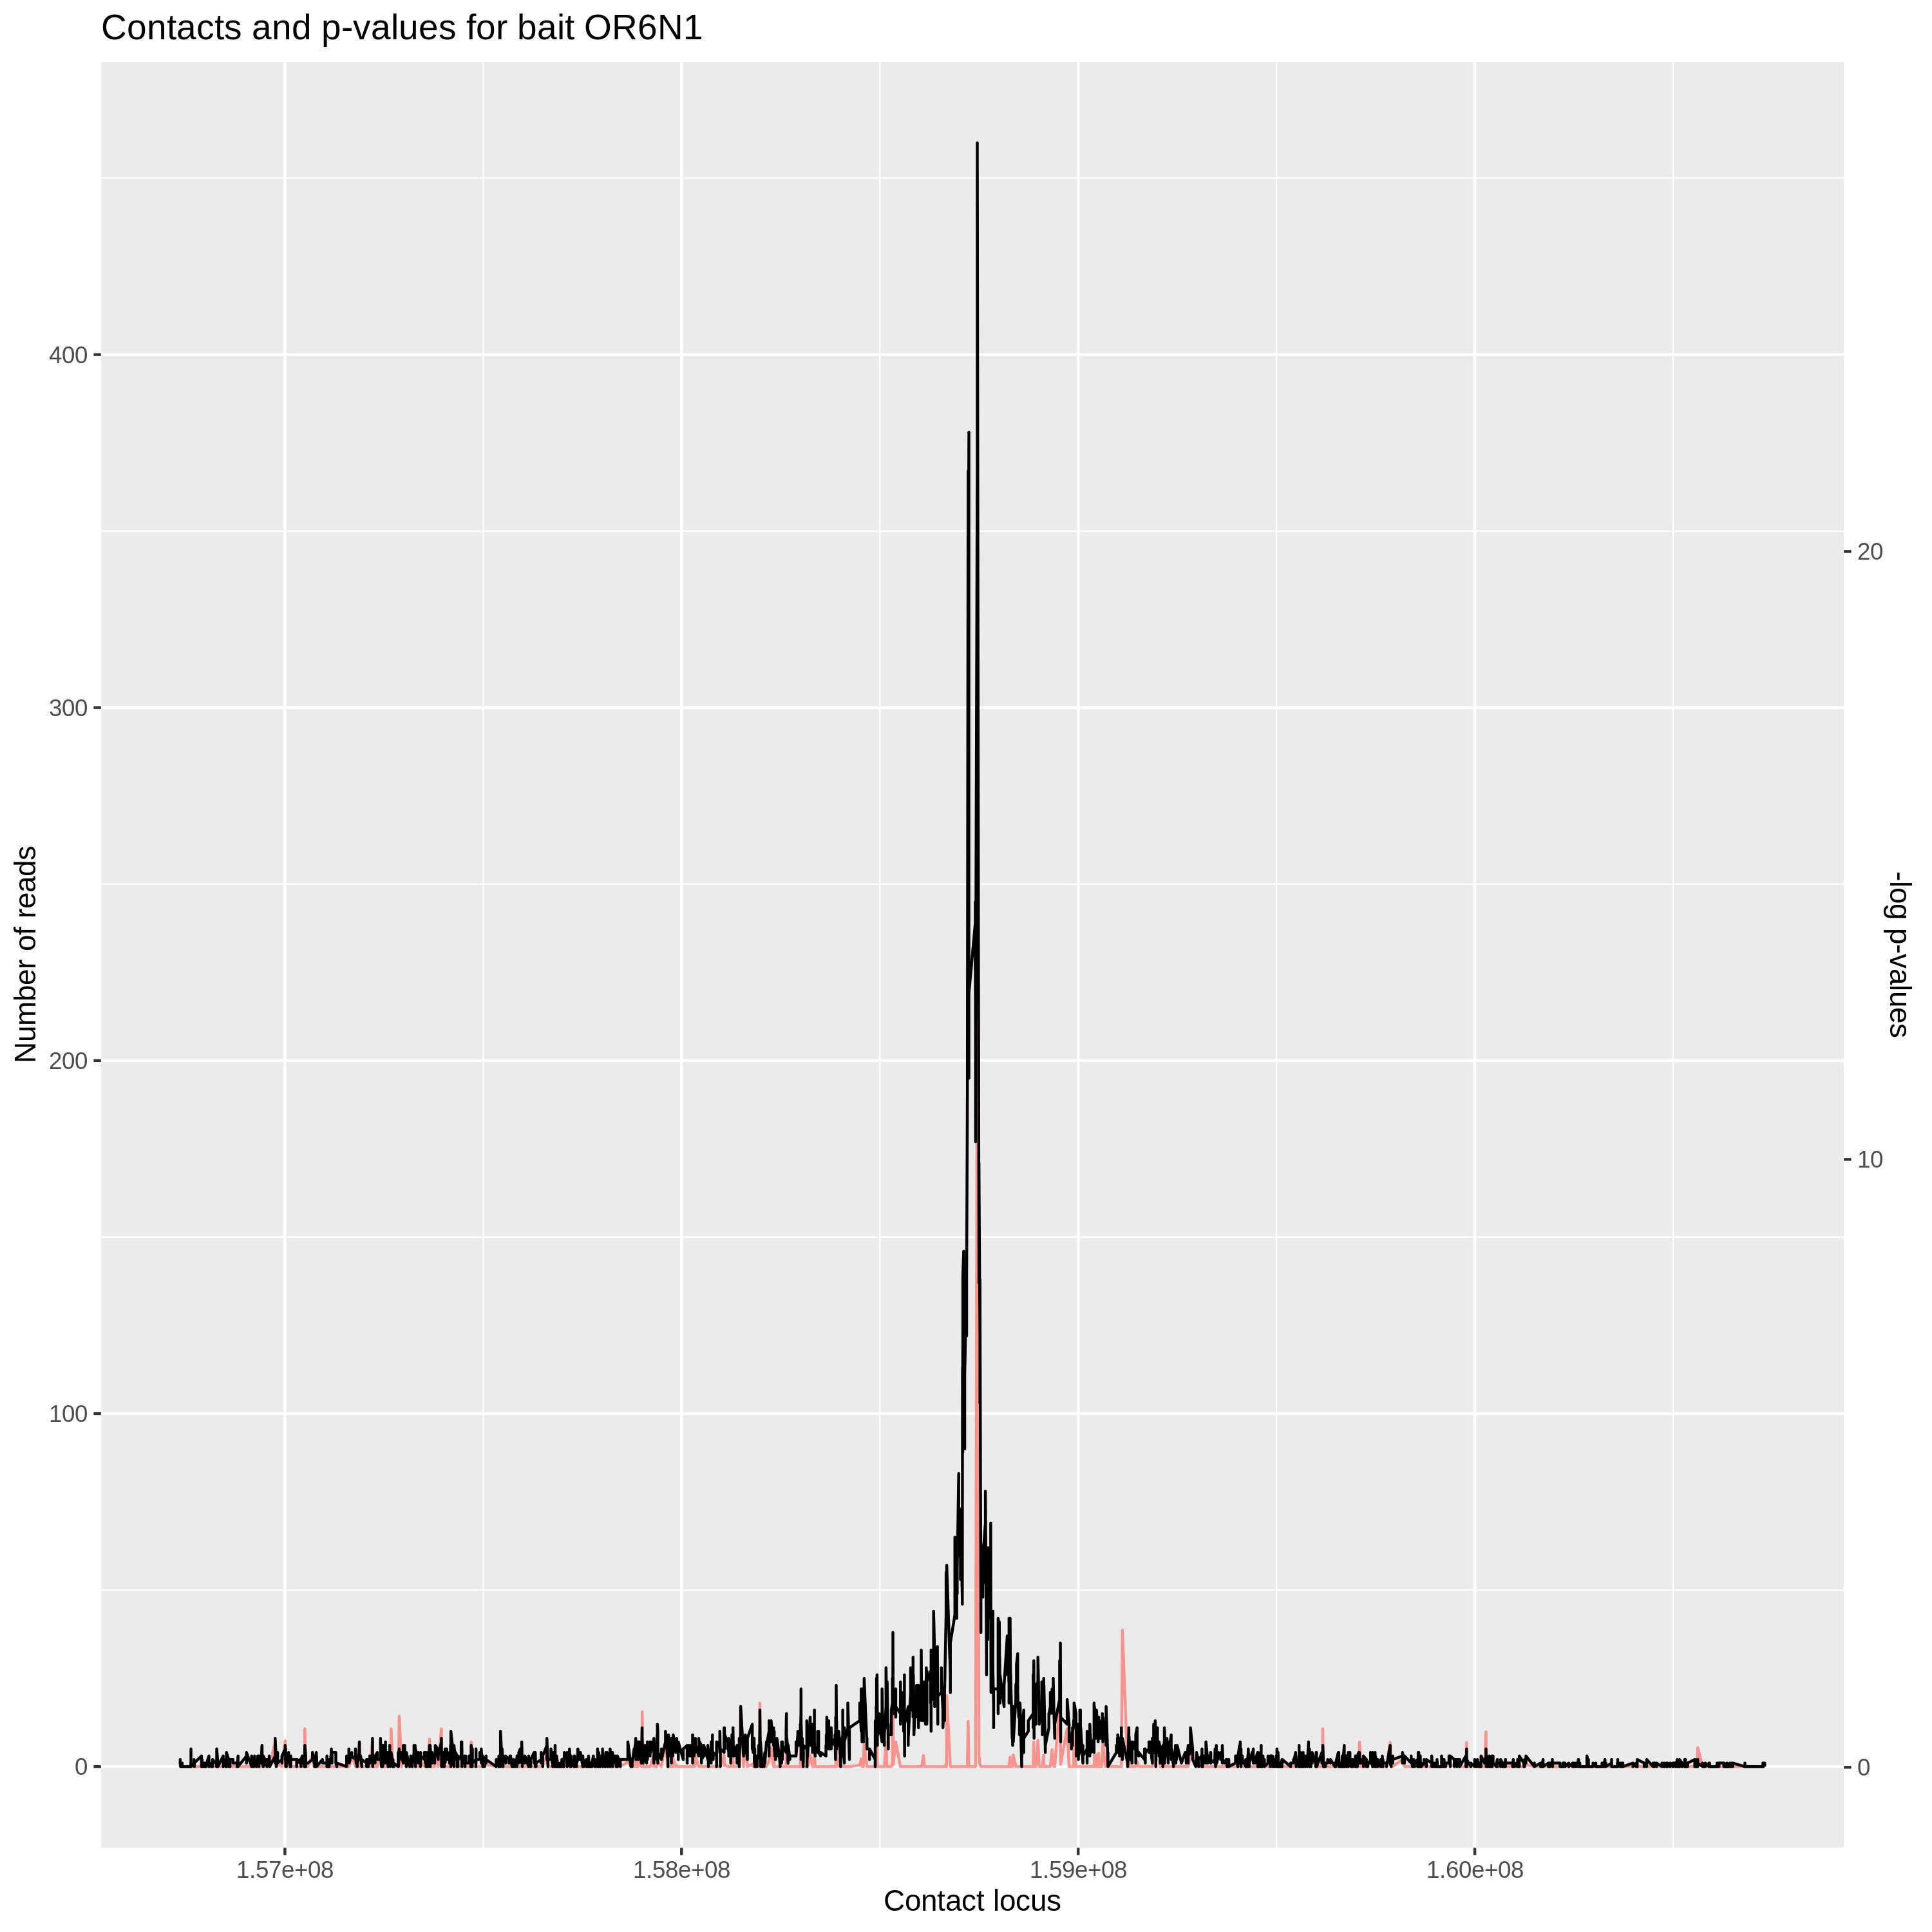 Contacts and p-values for bait OR6N1
Number of reads
400
300
200
100
0
20
10
0
-log p-values
1.57e+08
1.58e+08
1.59e+08
1.60e+08
Contact locus